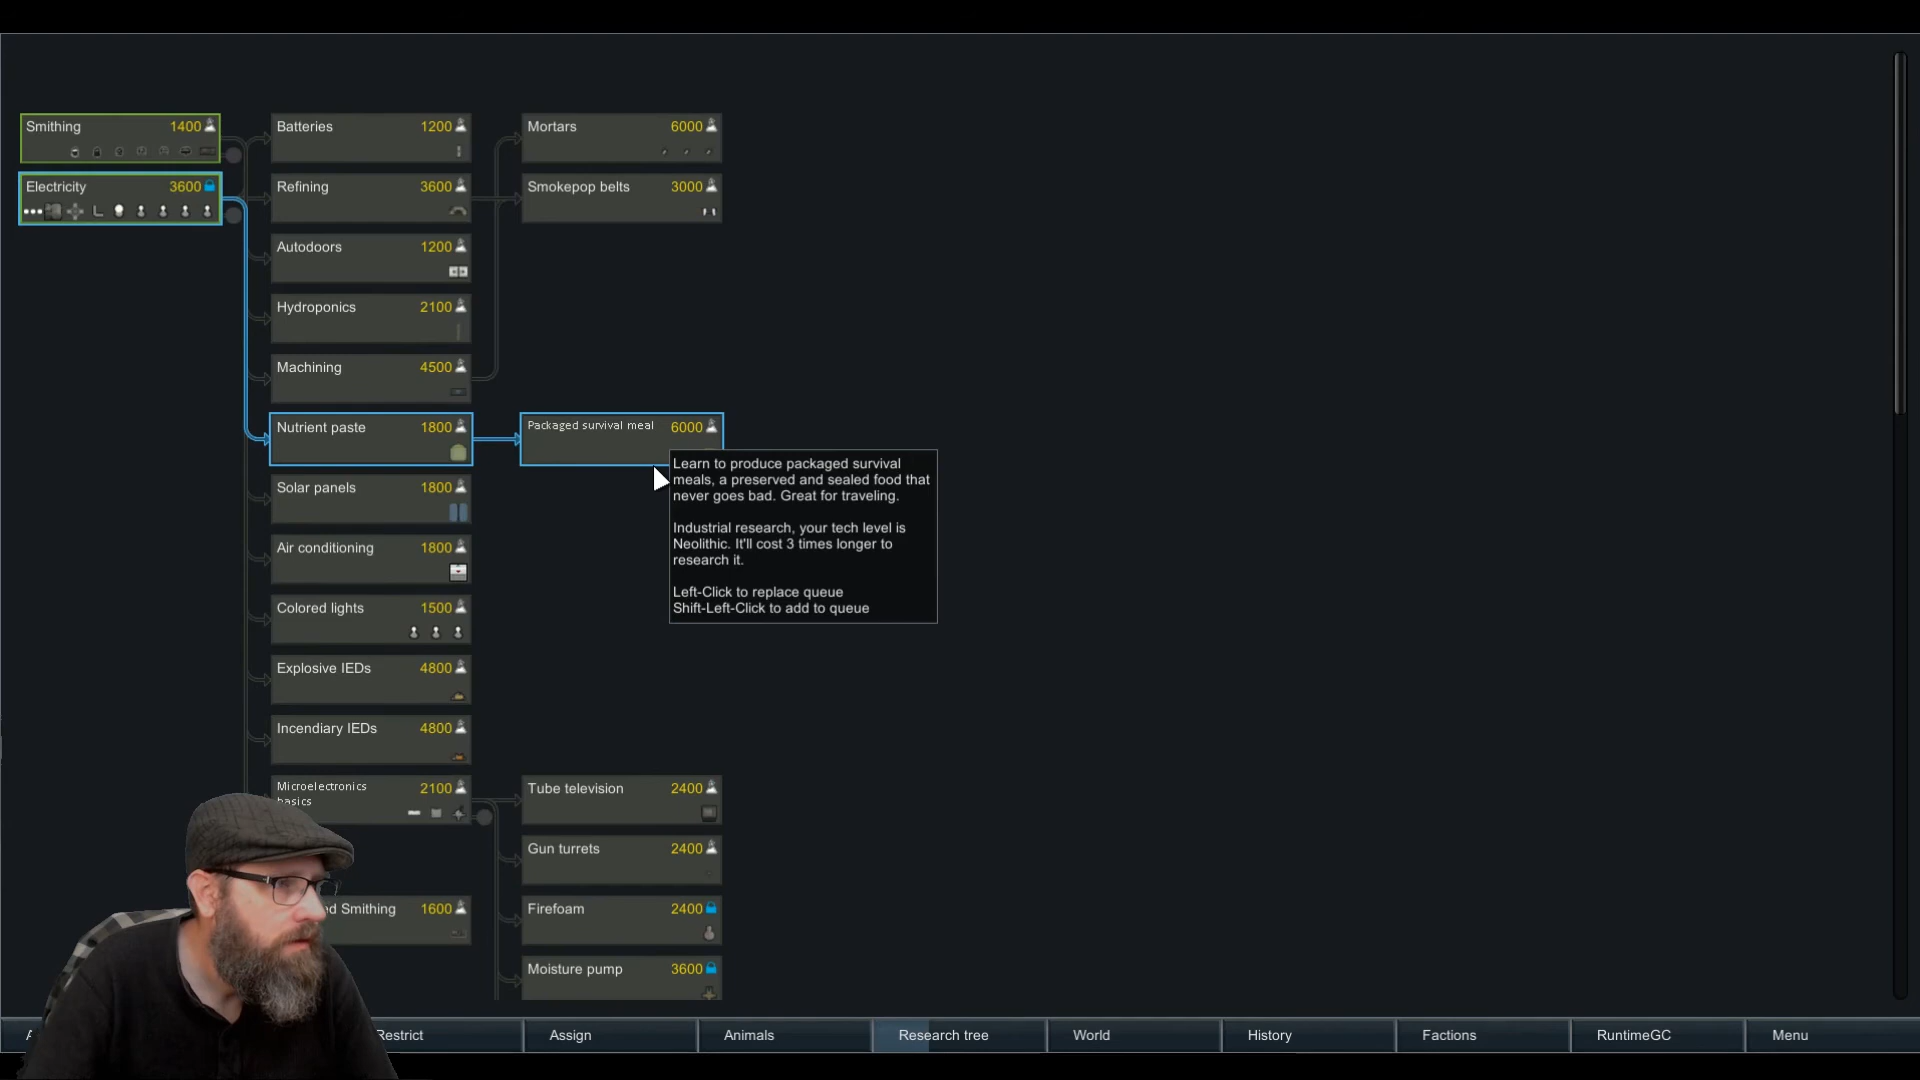 Smithing 1400
Electricity 3600
Batteries 1200
Refining 3600
Autodoors 1200
Hydroponics 2100
Machining 4500
Nutrient paste 1800
Solar panels 1800
Air conditioning 1800
Colored lights 1500
Explosive IEDs 4800
Incendiary IEDs 4800
Microelectronics 2100
basics
Smithing 1600
Mortars 6000
Smokepop belts 3000
Packaged survival meal 6000
Learn to produce packaged survival
meals, a preserved and sealed food that
never goes bad. Great for traveling.
Industrial research, your tech level is
Neolithic. It'll cost 3 times longer to
research it.
Left-Click to replace queue
Shift-Left-Click to add to queue
Tube television 2400
Gun turrets 2400
Firefoam 2400
Moisture pump 3600
Restrict
Assign
Animals
Research tree
World
History
Factions
RuntimeGC
Menu